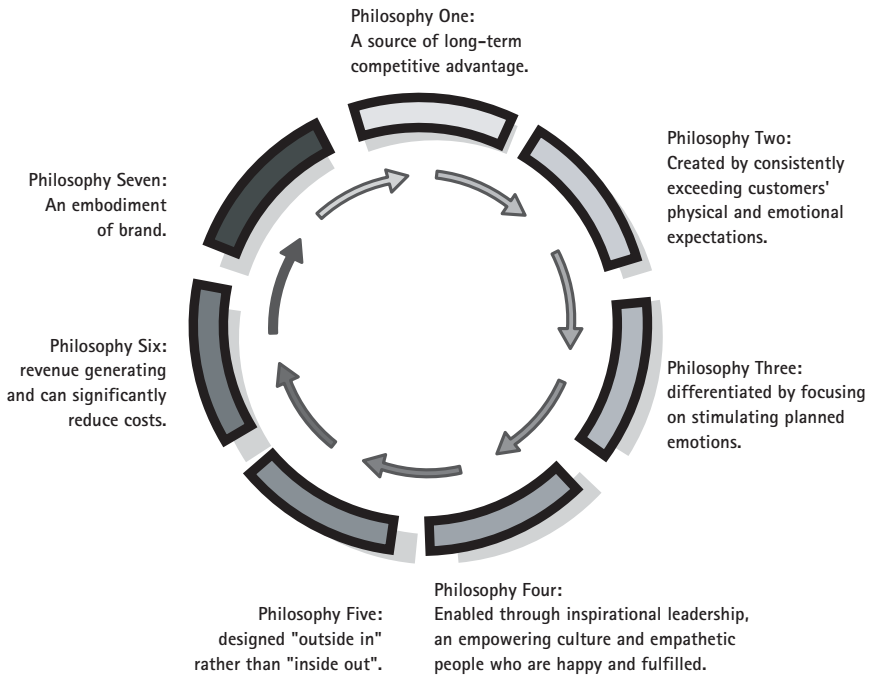 Philosophy One:
A source of long-term
competitive advantage.
Philosophy Two:
Created by consistently
exceeding customers'
physical and emotional
expectations.
Philosophy Three:
differentiated by focusing
on stimulating planned
emotions.
Philosophy Four:
Enabled through inspirational leadership,
an empowering culture and empathetic
people who are happy and fulfilled.
Philosophy Five:
designed "outside in"
rather than "inside out".
Philosophy Six:
revenue generating
and can significantly
reduce costs.
Philosophy Seven:
An embodiment
of brand.